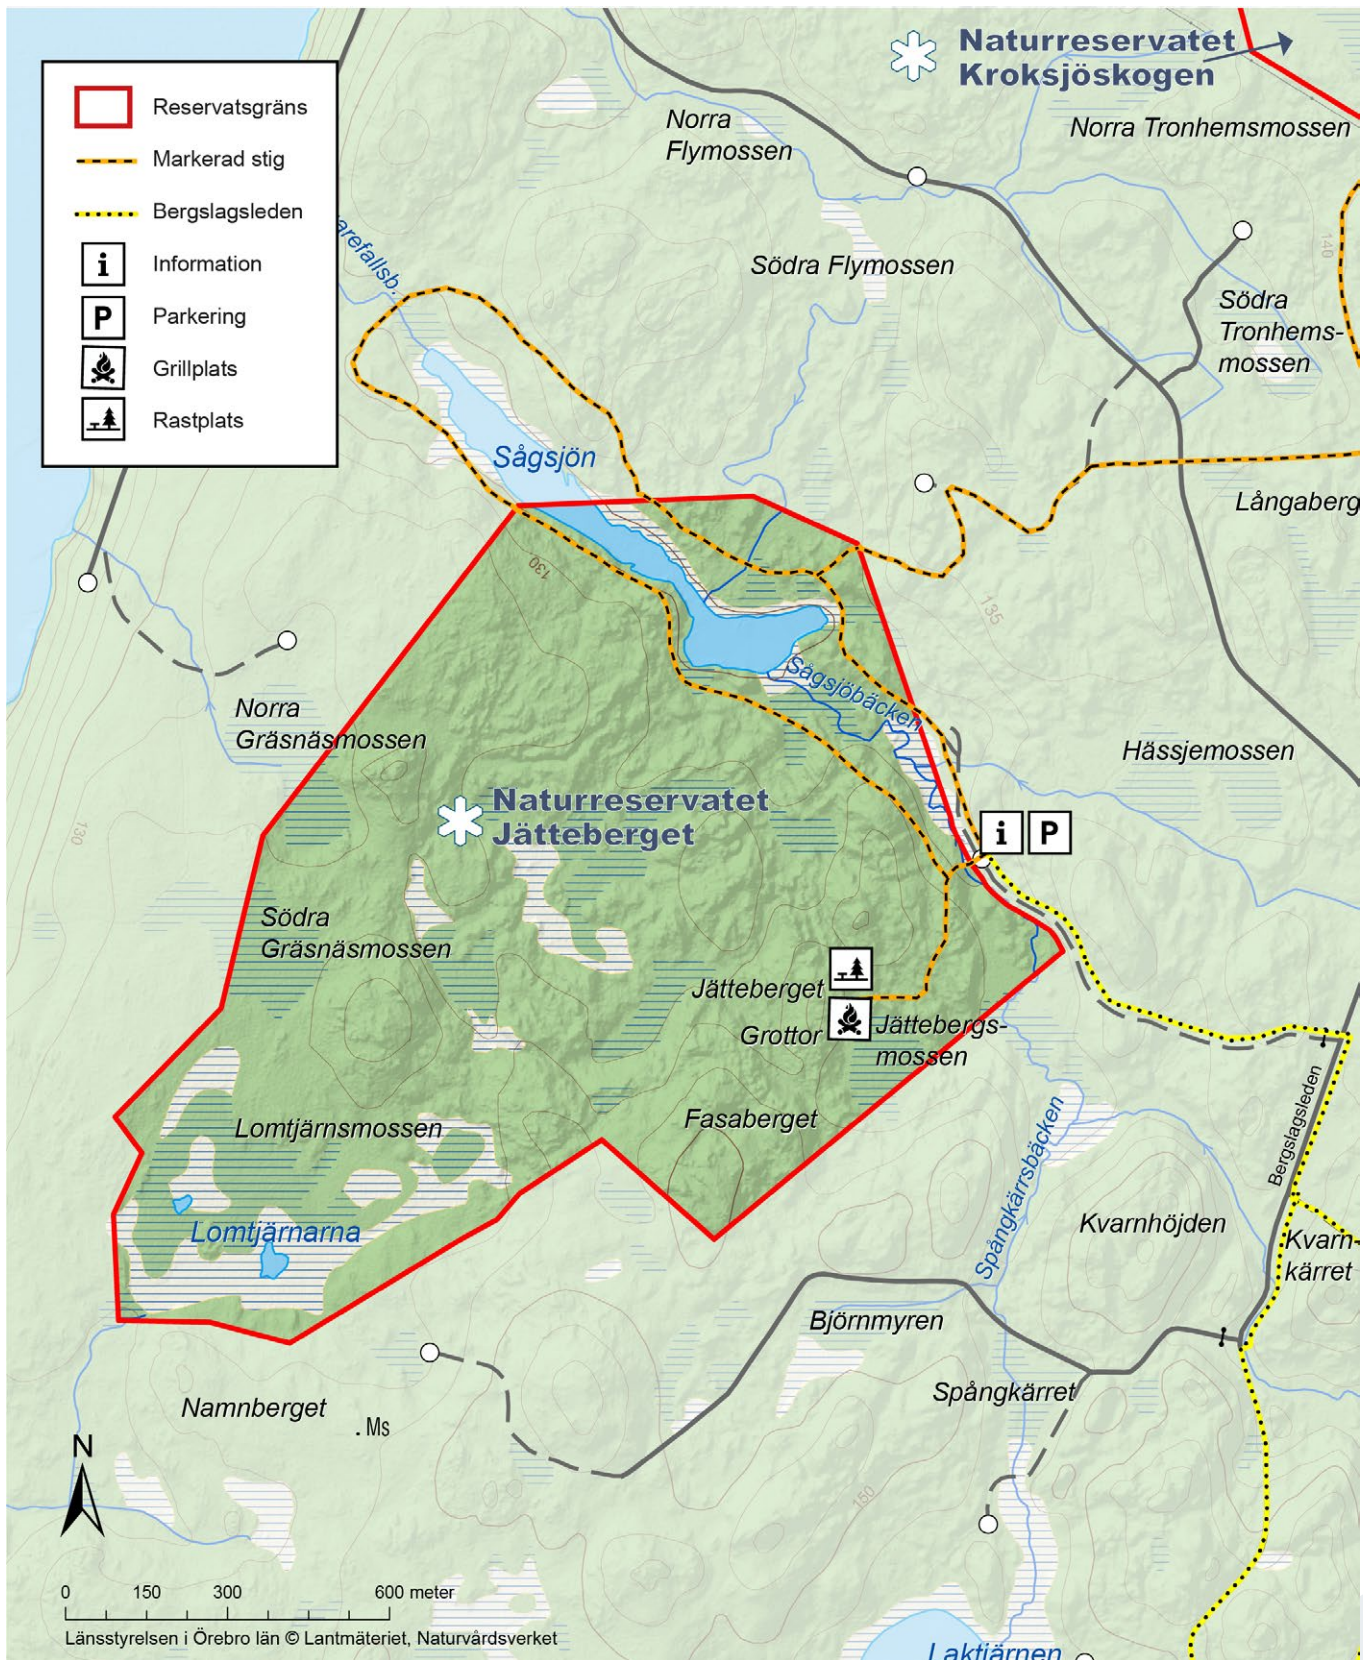 Naturreservatet
Kroksjöskogen
Reservatsgräns
Markerad stig
Bergslagsleden
Information
Parkering
Grillplats
Rastplats
i
P
Norra
Flymossen
Norra Tronhemsmossen
arefallsb.
Södra Flymossen
140
Södra
Tronhems-
mossen
Sågsjön
Långaberg
130
135
Sågsjöbäcken
Norra
Gräsnäsmossen
Hässjemossen
Naturreservatet
Jätteberget
130
i P
Södra
Gräsnäsmossen
Jätteberget
Grottor
Jättebergs-
mossen
Bergslagsleden
Fasaberget
Lomtjärnsmossen
Spångkärrsbäcken
Lomtjärnarna
Kvarnhöjden
Kvarn-
kärret
Björnmyren
Spångkärret
Namnberget
. Ms
N
150
0 150 300 600 meter
Länsstyrelsen i Örebro län © Lantmäteriet, Naturvårdsverket
Laktjärnen